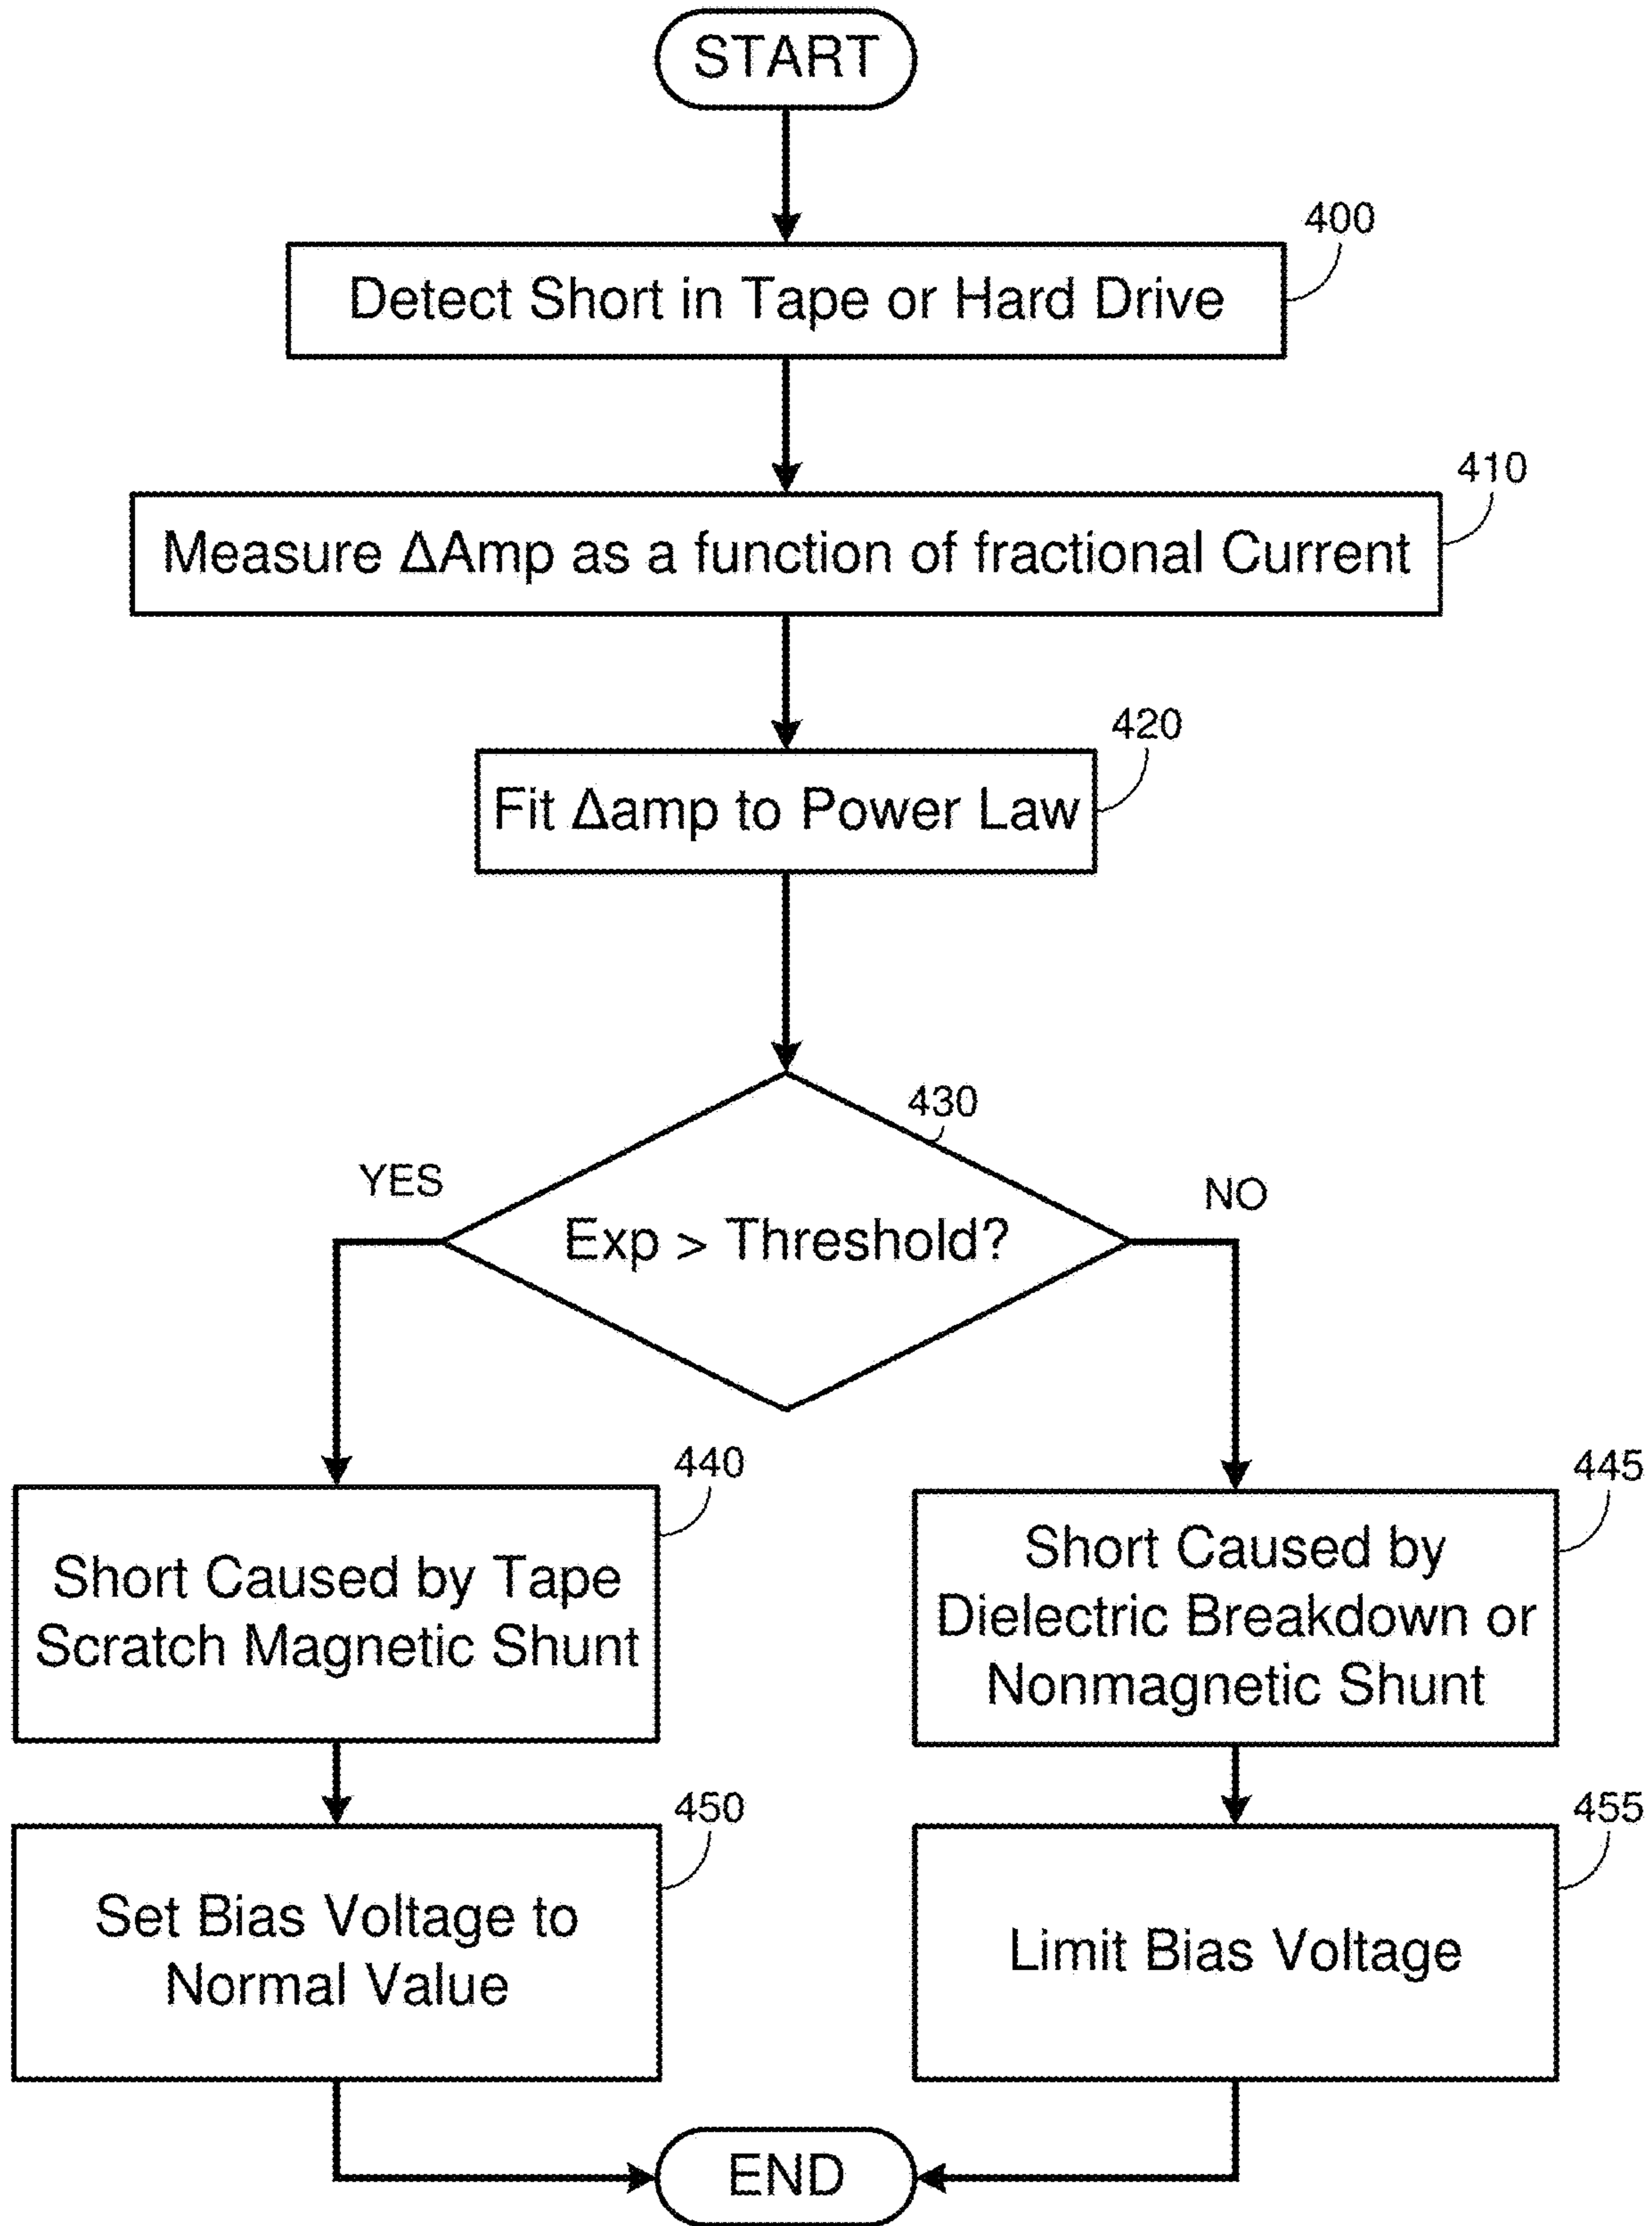 START
400
Detect Short in Tape or Hard Drive
410
Measure ΔAmp as a function of fractional Current
420
Fit Δamp to Power Law
430
YES
NO
Exp > Threshold?
440
445
Short Caused by Tape
Scratch Magnetic Shunt
Short Caused by
Dielectric Breakdown or
Nonmagnetic Shunt
450
455
Set Bias Voltage to
Normal Value
Limit Bias Voltage
END